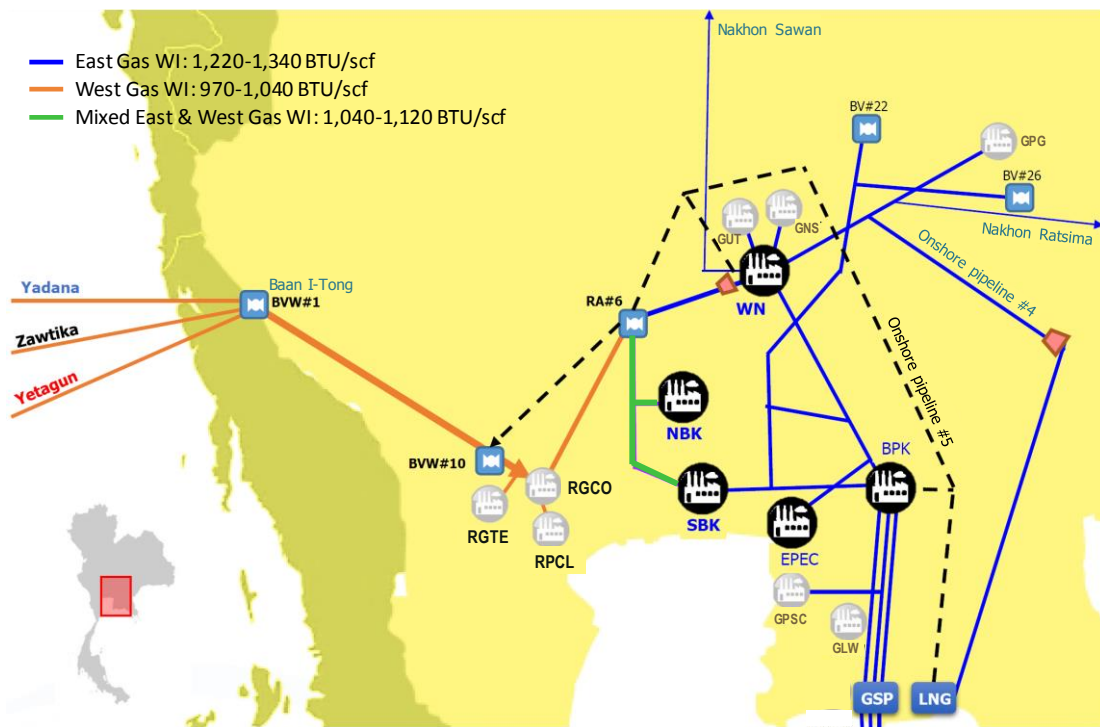 East Gas WI: 1,220-1,340 BTU/scf
West Gas WI: 970-1,040 BTU/scf
Mixed East & West Gas WI: 1,040-1,120 BTU/scf
Nakhon Sawan
BV#22
GPG
BV#26
GUT
GNS
Nakhon Ratsima
Onshore pipeline #4
WN
RA#6
Baan I-Tong
BVW#1
Yadana
Zawtika
Yetagun
Onshore pipeline #5
NBK
BVW#10
RGCO
RGTE
RPCL
SBK
BPK
EPEC
GPSC
GLW
GSP
LNG